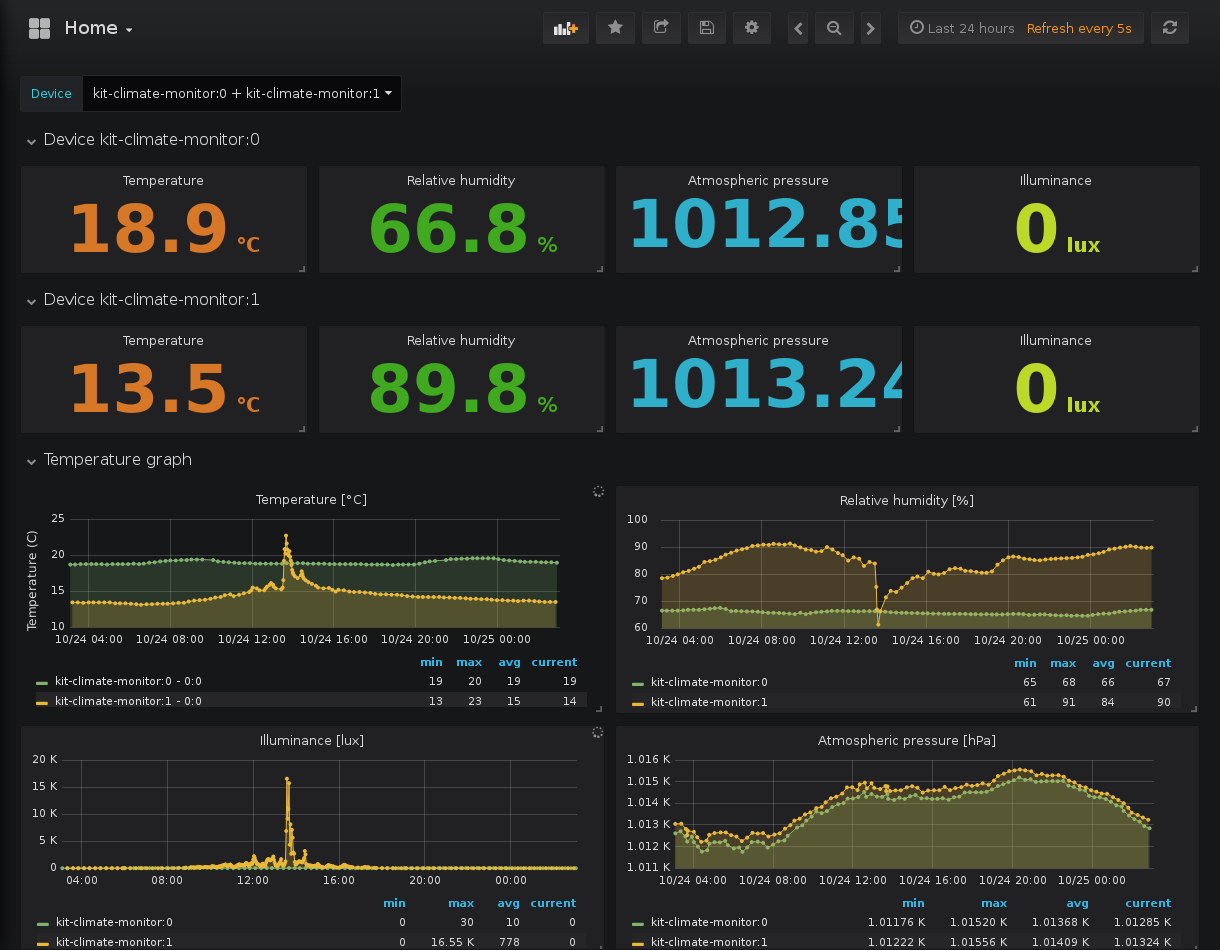 Home
Last 24 hours Refresh every 5s
Device kit-climate-monitor:0 + kit-climate-monitor:1
Device kit-climate-monitor:0
Temperature Relative humidity Atmospheric pressure Illuminance
18.9 °C 66.8 % 1012.85 0 lux
Device kit-climate-monitor:1
Temperature Relative humidity Atmospheric pressure Illuminance
13.5 °C 89.8 % 1013.24 0 lux
Temperature graph
Temperature [°C]
Temperature (C)
25
20
15
10
10/24 04:00 10/24 08:00 10/24 12:00 10/24 16:00 10/24 20:00 10/25 00:00
min max avg current
kit-climate-monitor:0 - 0:0 19 20 19 19
kit-climate-monitor:1 - 0:0 13 23 15 14
Relative humidity [%]
100
90
80
70
60
10/24 04:00 10/24 08:00 10/24 12:00 10/24 16:00 10/24 20:00 10/25 00:00
min max avg current
kit-climate-monitor:0 65 68 66 67
kit-climate-monitor:1 61 91 84 90
Illuminance [lux]
20 K
15 K
10 K
5 K
0
04:00 08:00 12:00 16:00 20:00 00:00
min max avg current
kit-climate-monitor:0 0 30 10 0
kit-climate-monitor:1 0 16.55 K 778 0
Atmospheric pressure [hPa]
1.016 K
1.015 K
1.014 K
1.013 K
1.012 K
1.011 K
10/24 04:00 10/24 08:00 10/24 12:00 10/24 16:00 10/24 20:00 10/25 00:00
min max avg current
kit-climate-monitor:0 1.01176 K 1.01520 K 1.01368 K 1.01285 K
kit-climate-monitor:1 1.01222 K 1.01556 K 1.01409 K 1.01324 K